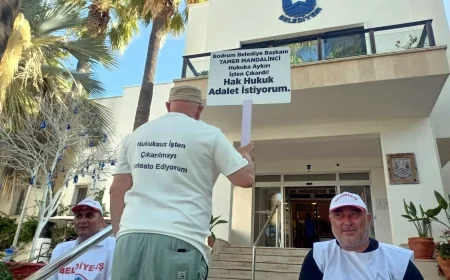 BELEDİYESİ
Bodrum Belediye Başkanı
TAMER MANDALİNCİ
Hukuka Aykırı
İşten Çıkardı!
Hak Hukuk
Adalet İstiyorum.
Hukuksuz İşten
Çıkarılmayı
Protesto Ediyorum
BELEDİYE-İŞ